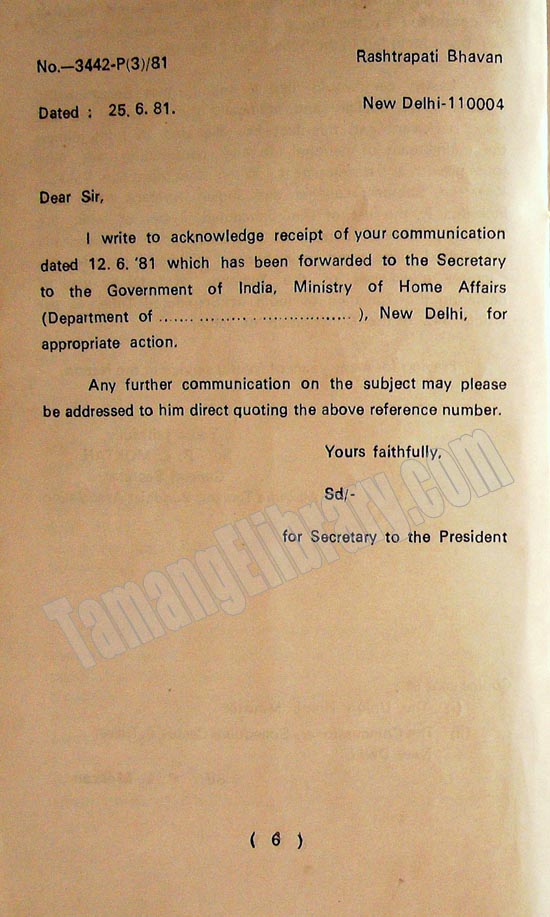 No.—3442-P(3)/81 Rashtrapati Bhavan
Dated : 25. 6. 81. New Delhi-110004
Dear Sir,
I write to acknowledge receipt of your communication
dated 12. 6. '81 which has been forwarded to the Secretary
to the Government of India, Ministry of Home Affairs
(Department of .................................... ), New Delhi, for
appropriate action.
Any further communication on the subject may please
be addressed to him direct quoting the above reference number.
Yours faithfully,
Sd/-
for Secretary to the President
TamangElibrary.com
( 6 )